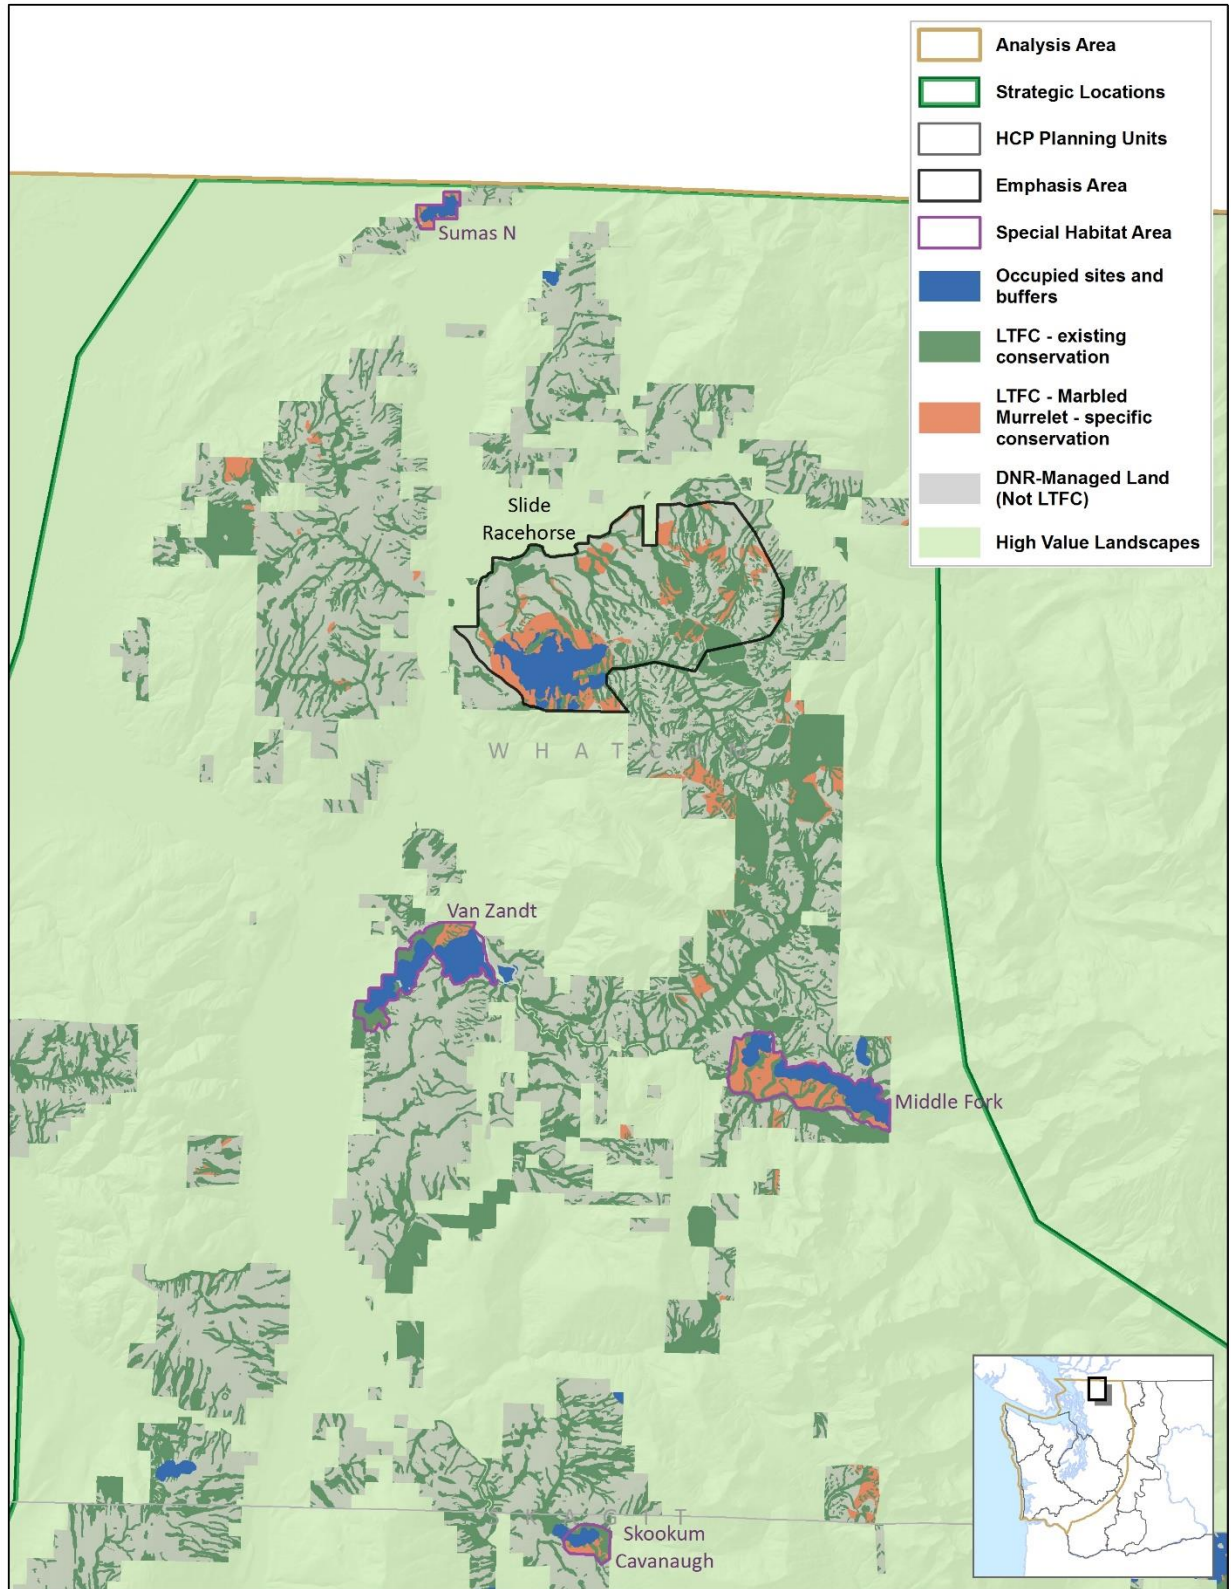 Analysis Area
Strategic Locations
HCP Planning Units
Emphasis Area
Special Habitat Area
Occupied sites and
buffers
LTFC - existing
conservation
LTFC - Marbled
Murrelet - specific
conservation
DNR-Managed Land
(Not LTFC)
High Value Landscapes
Sumas N
Slide
Racehorse
WHATCOM
Van Zandt
Middle Fork
SKAGIT
Skookum
Cavanaugh